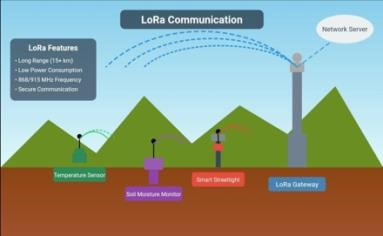 LoRa Communication
Network Server
LoRa Features
• Long Range (15+ km)
• Low Power Consumption
• 868/915 MHz Frequency
• Secure Communication
Temperature Sensor
Soil Moisture Monitor
Smart Streetlight
LoRa Gateway